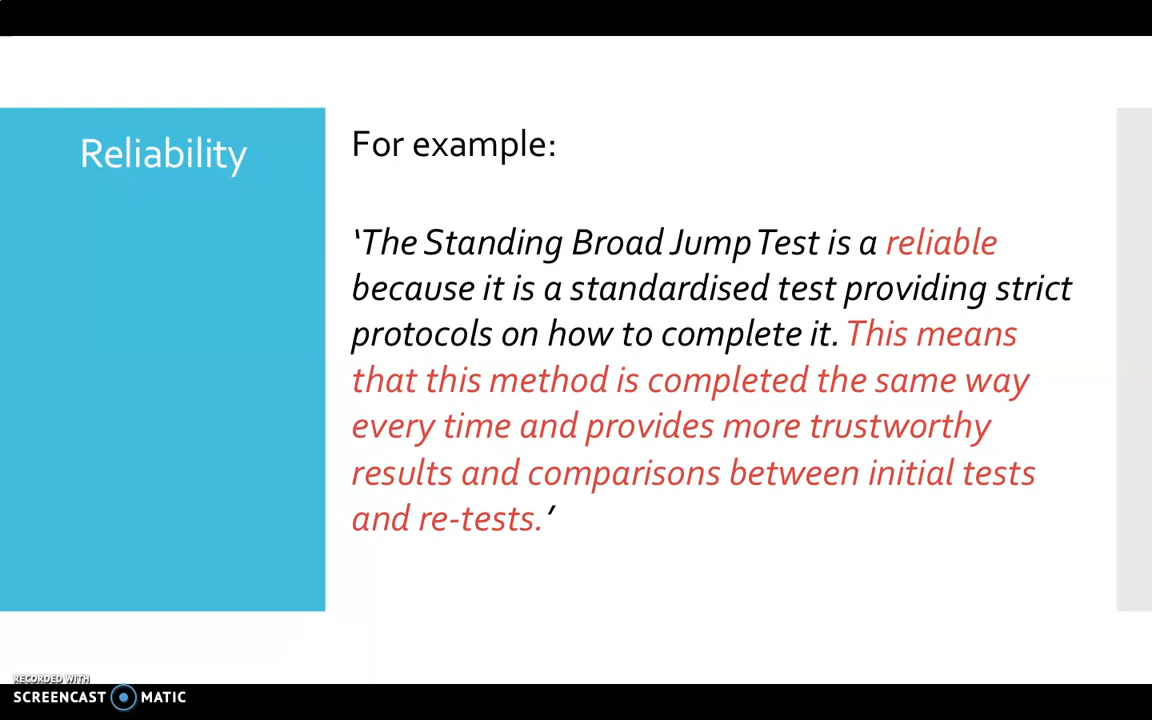 Reliability
For example:
‘The Standing Broad Jump Test is a reliable
because it is a standardised test providing strict
protocols on how to complete it. This means
that this method is completed the same way
every time and provides more trustworthy
results and comparisons between initial tests
and re-tests.’
RECORDED WITH
SCREENCAST MATIC